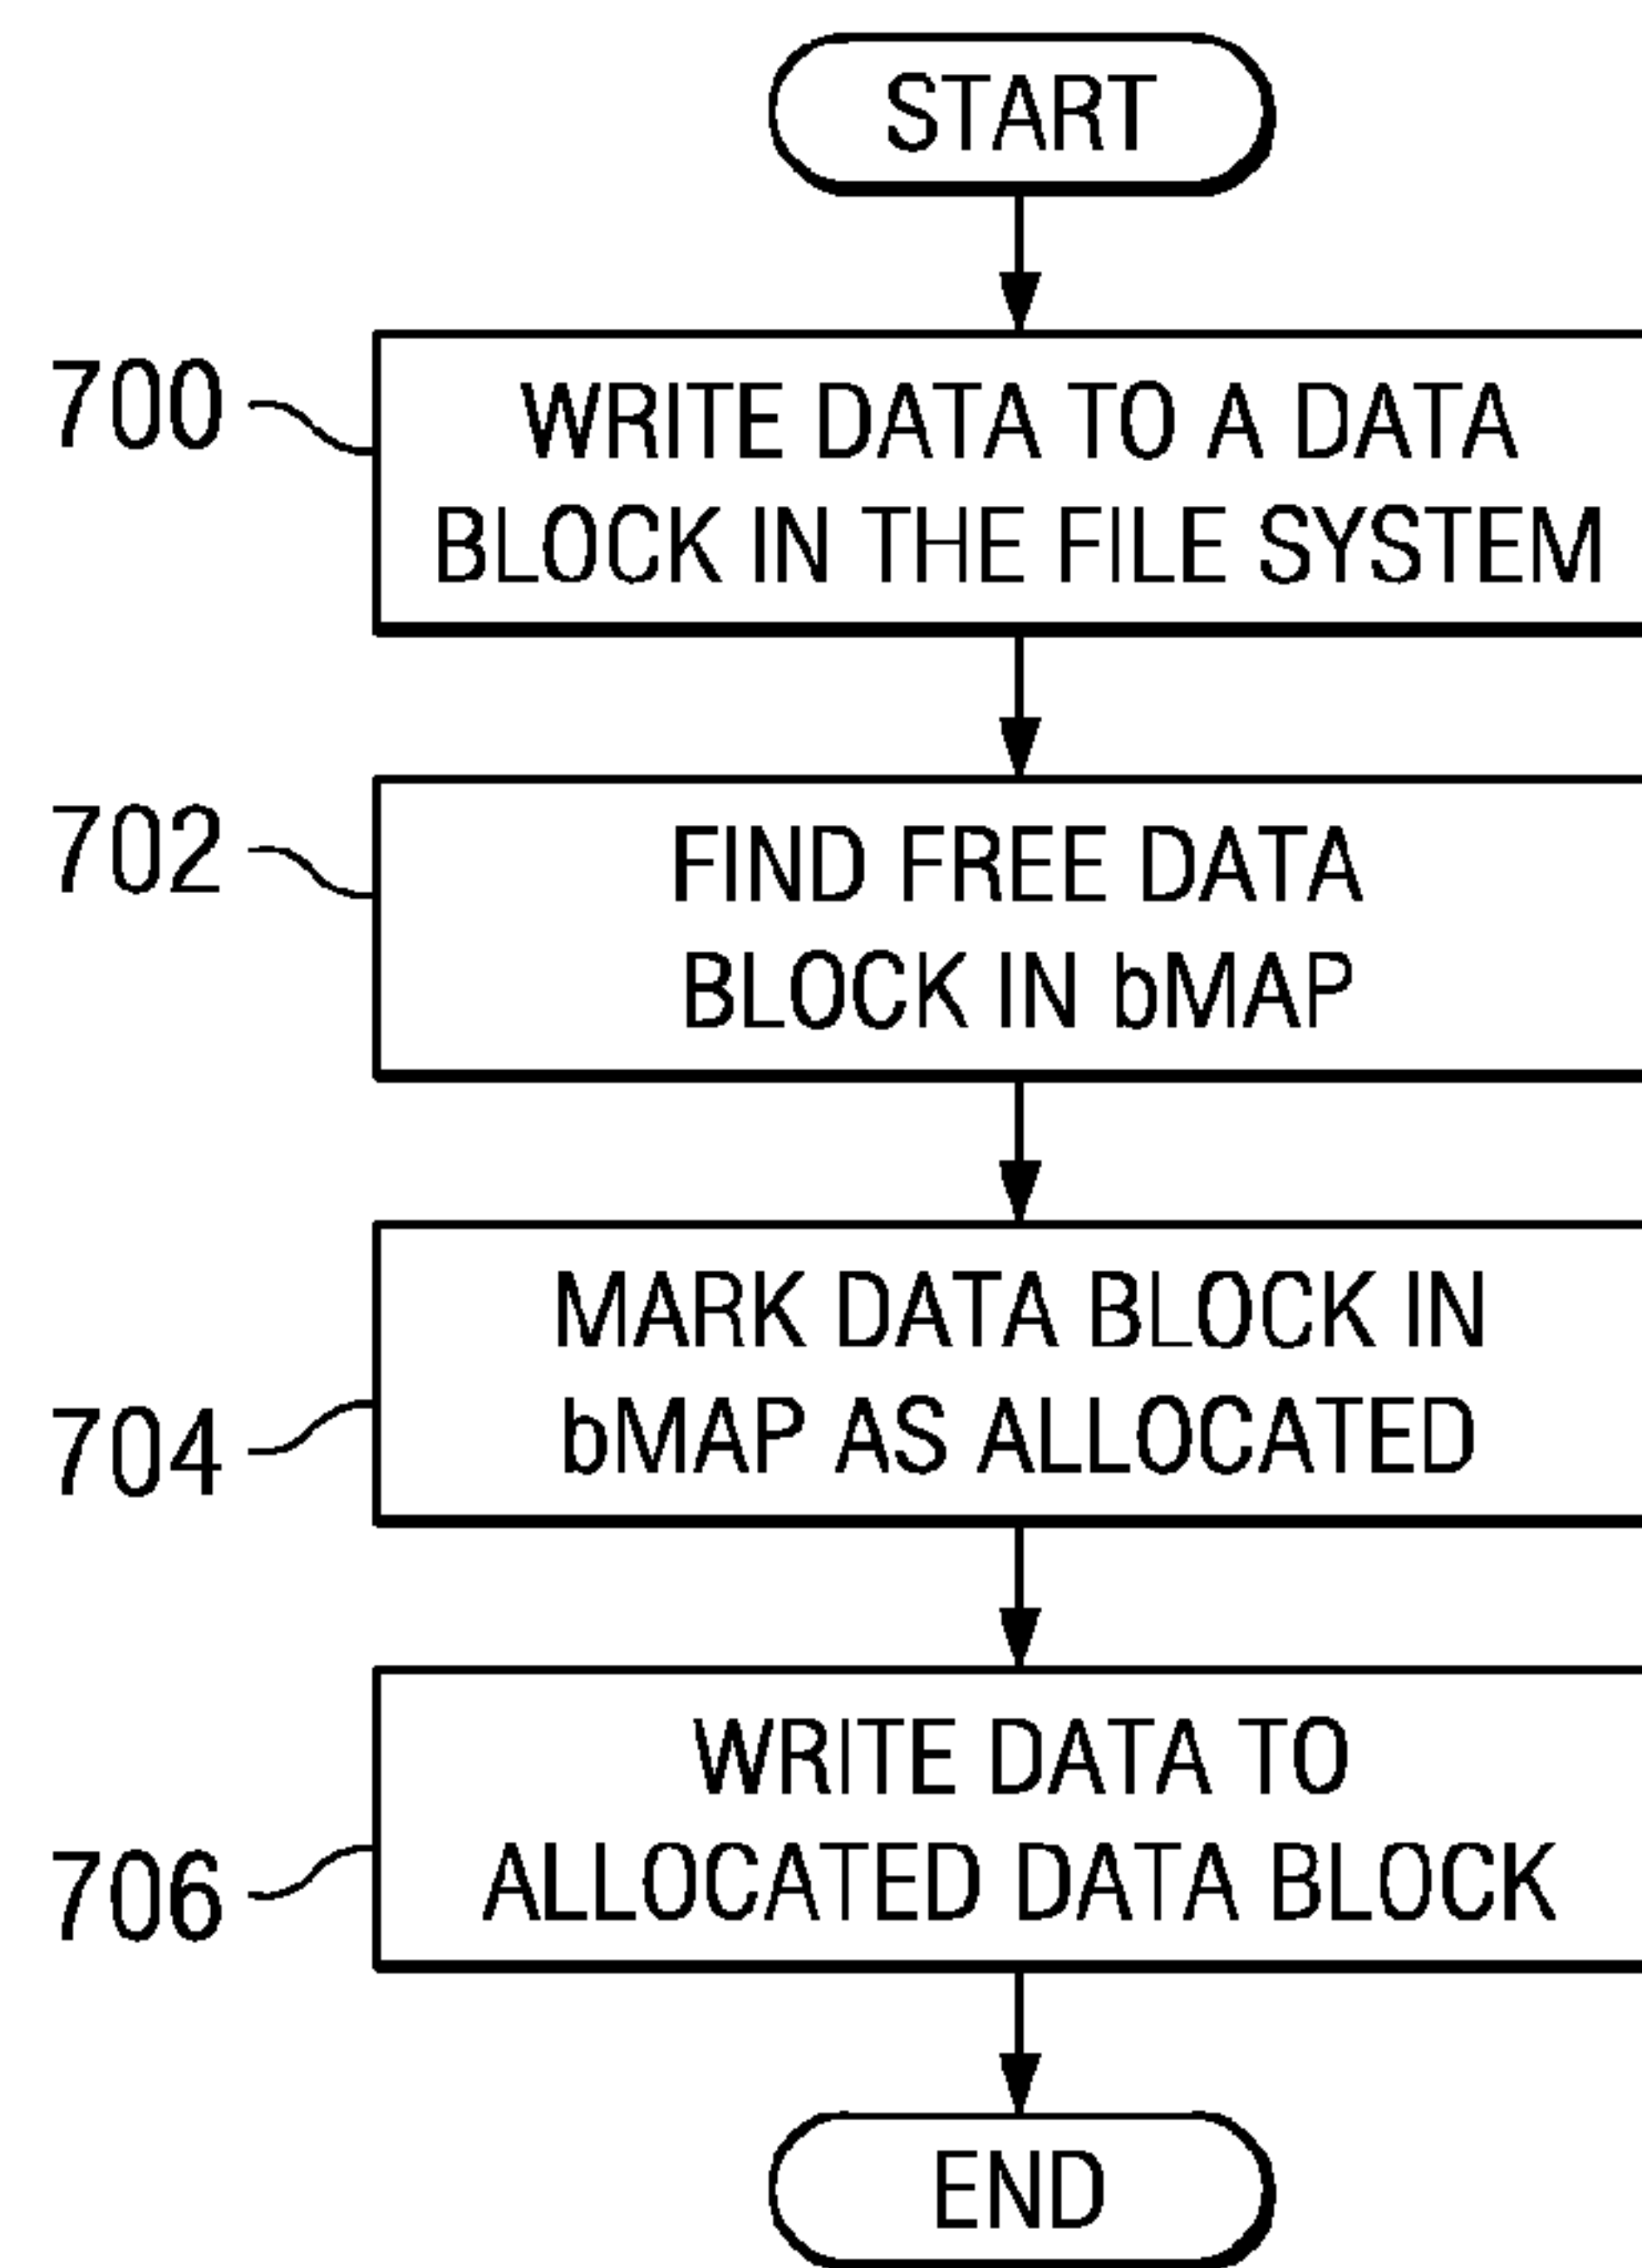 START
700
WRITE DATA TO A DATA
BLOCK IN THE FILE SYSTEM
702
FIND FREE DATA
BLOCK IN bMAP
704
MARK DATA BLOCK IN
bMAP AS ALLOCATED
706
WRITE DATA TO
ALLOCATED DATA BLOCK
END